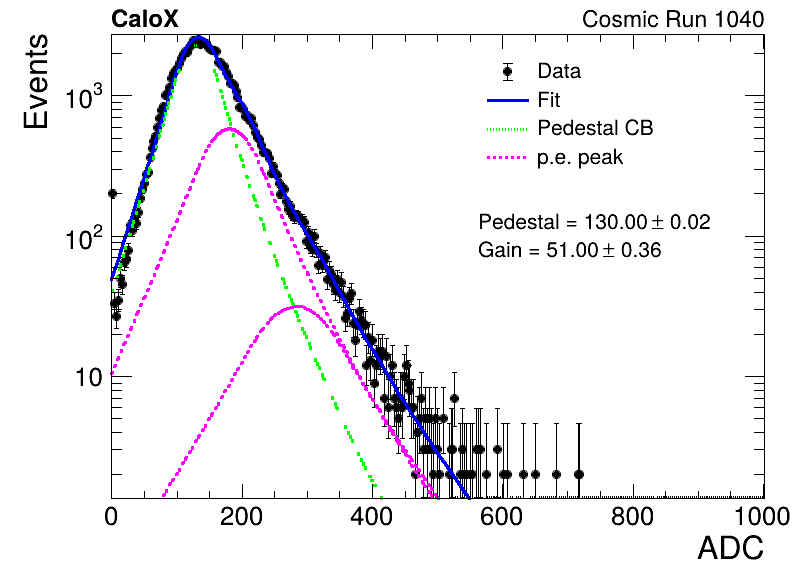 CaloX Cosmic Run 1040
Events
Data
Fit
Pedestal CB
p.e. peak
Pedestal = 130.00 ± 0.02
Gain = 51.00 ± 0.36
10³
10²
10
0 200 400 600 800 1000
ADC